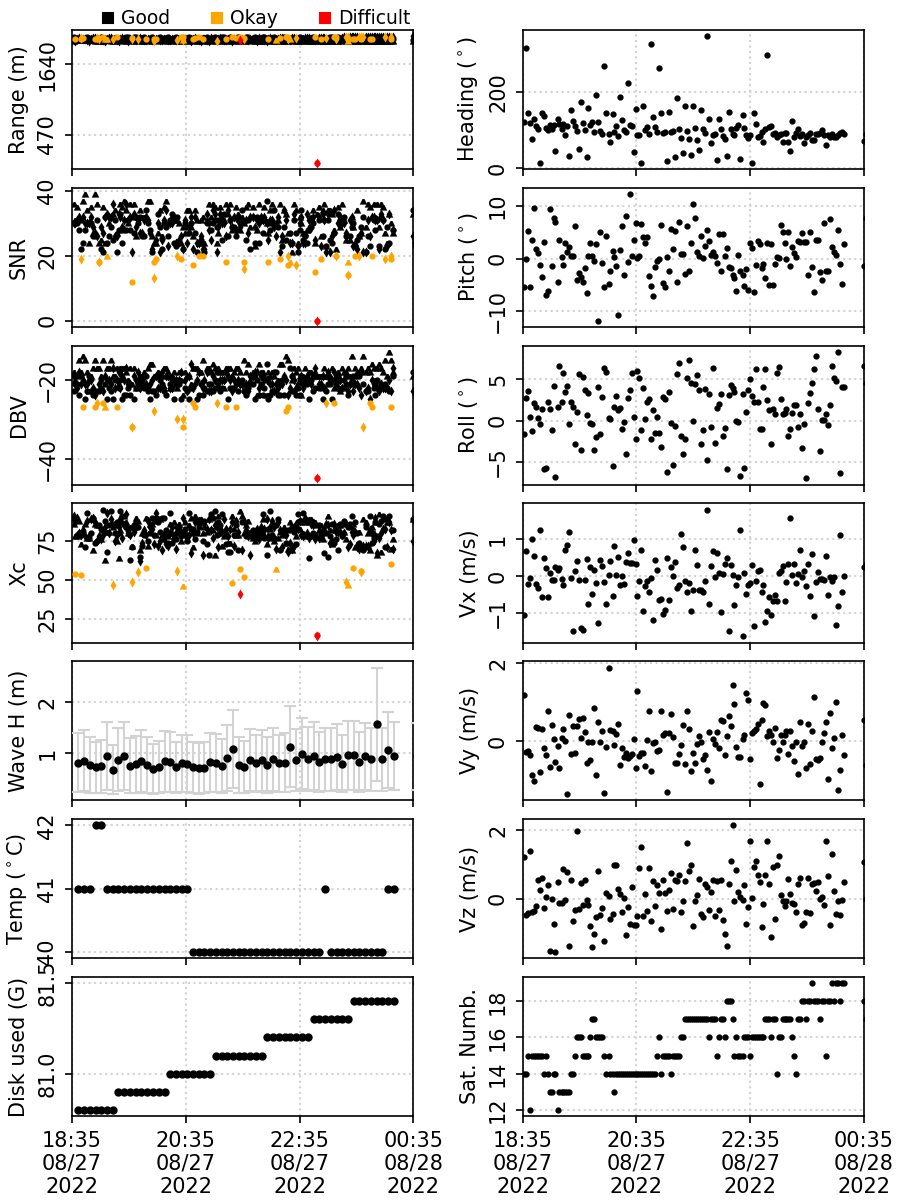 Good Okay Difficult
Range (m)
1640
470
Heading (°)
200
0
SNR
40
20
0
Pitch (°)
10
0
−10
DBV
−20
−40
Roll (°)
5
0
−5
Xc
75
50
25
Vx (m/s)
1
0
−1
Wave H (m)
2
1
Vy (m/s)
2
0
Temp (°C)
42
41
40
Vz (m/s)
2
0
Disk used (G)
81.5
81.0
Sat. Numb.
18
16
14
12
18:35 20:35 22:35 00:35
08/27 08/27 08/27 08/28
2022 2022 2022 2022
18:35 20:35 22:35 00:35
08/27 08/27 08/27 08/28
2022 2022 2022 2022